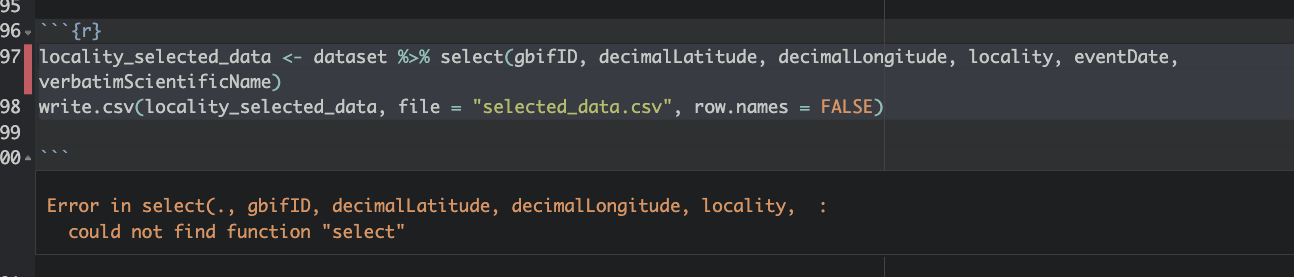 95
96 ```{r}
97 locality_selected_data <- dataset %>% select(gbifID, decimalLatitude, decimalLongitude, locality, eventDate,
verbatimScientificName)
98 write.csv(locality_selected_data, file = "selected_data.csv", row.names = FALSE)
99
00 ```
Error in select(., gbifID, decimalLatitude, decimalLongitude, locality,  :
could not find function "select"